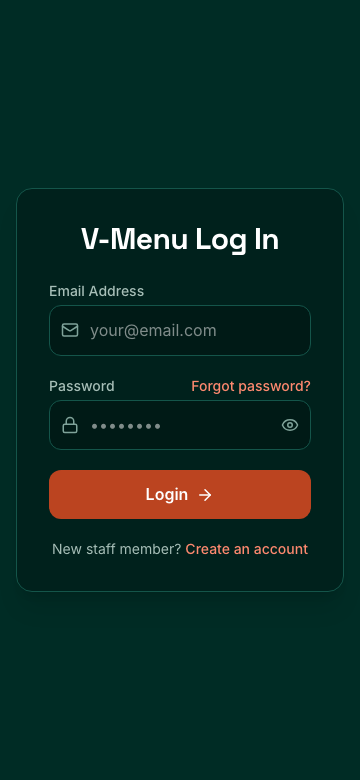 V-Menu Log In
Email Address
your@email.com
Password Forgot password?
••••••••
Login →
New staff member? Create an account